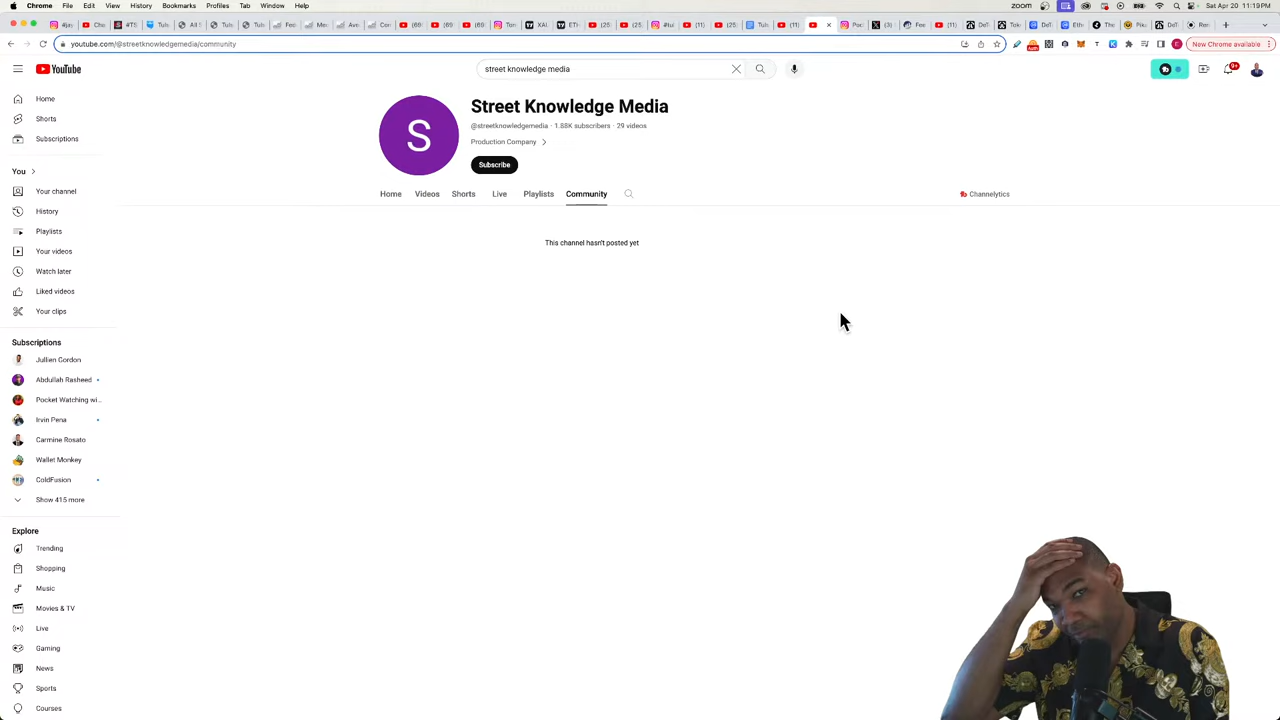 Chrome File Edit View History Bookmarks Profiles Tab Window Help zoom Sat Apr 20 11:19PM
youtube.com/@streetknowledgemedia/community New Chrome available
YouTube street knowledge media 9+
Home
Shorts
Subscriptions
You
Your channel
History
Playlists
Your videos
Watch later
Liked videos
Your clips
Subscriptions
Jullien Gordon
Abdullah Rasheed
Pocket Watching wi...
Irvin Pena
Carmine Rosato
Wallet Monkey
ColdFusion
Show 415 more
Explore
Trending
Shopping
Music
Movies & TV
Live
Gaming
News
Sports
Courses
S
Street Knowledge Media
@streetknowledgemedia · 1.88K subscribers · 29 videos
Production Company
Subscribe
Home Videos Shorts Live Playlists Community Channelytics
This channel hasn't posted yet